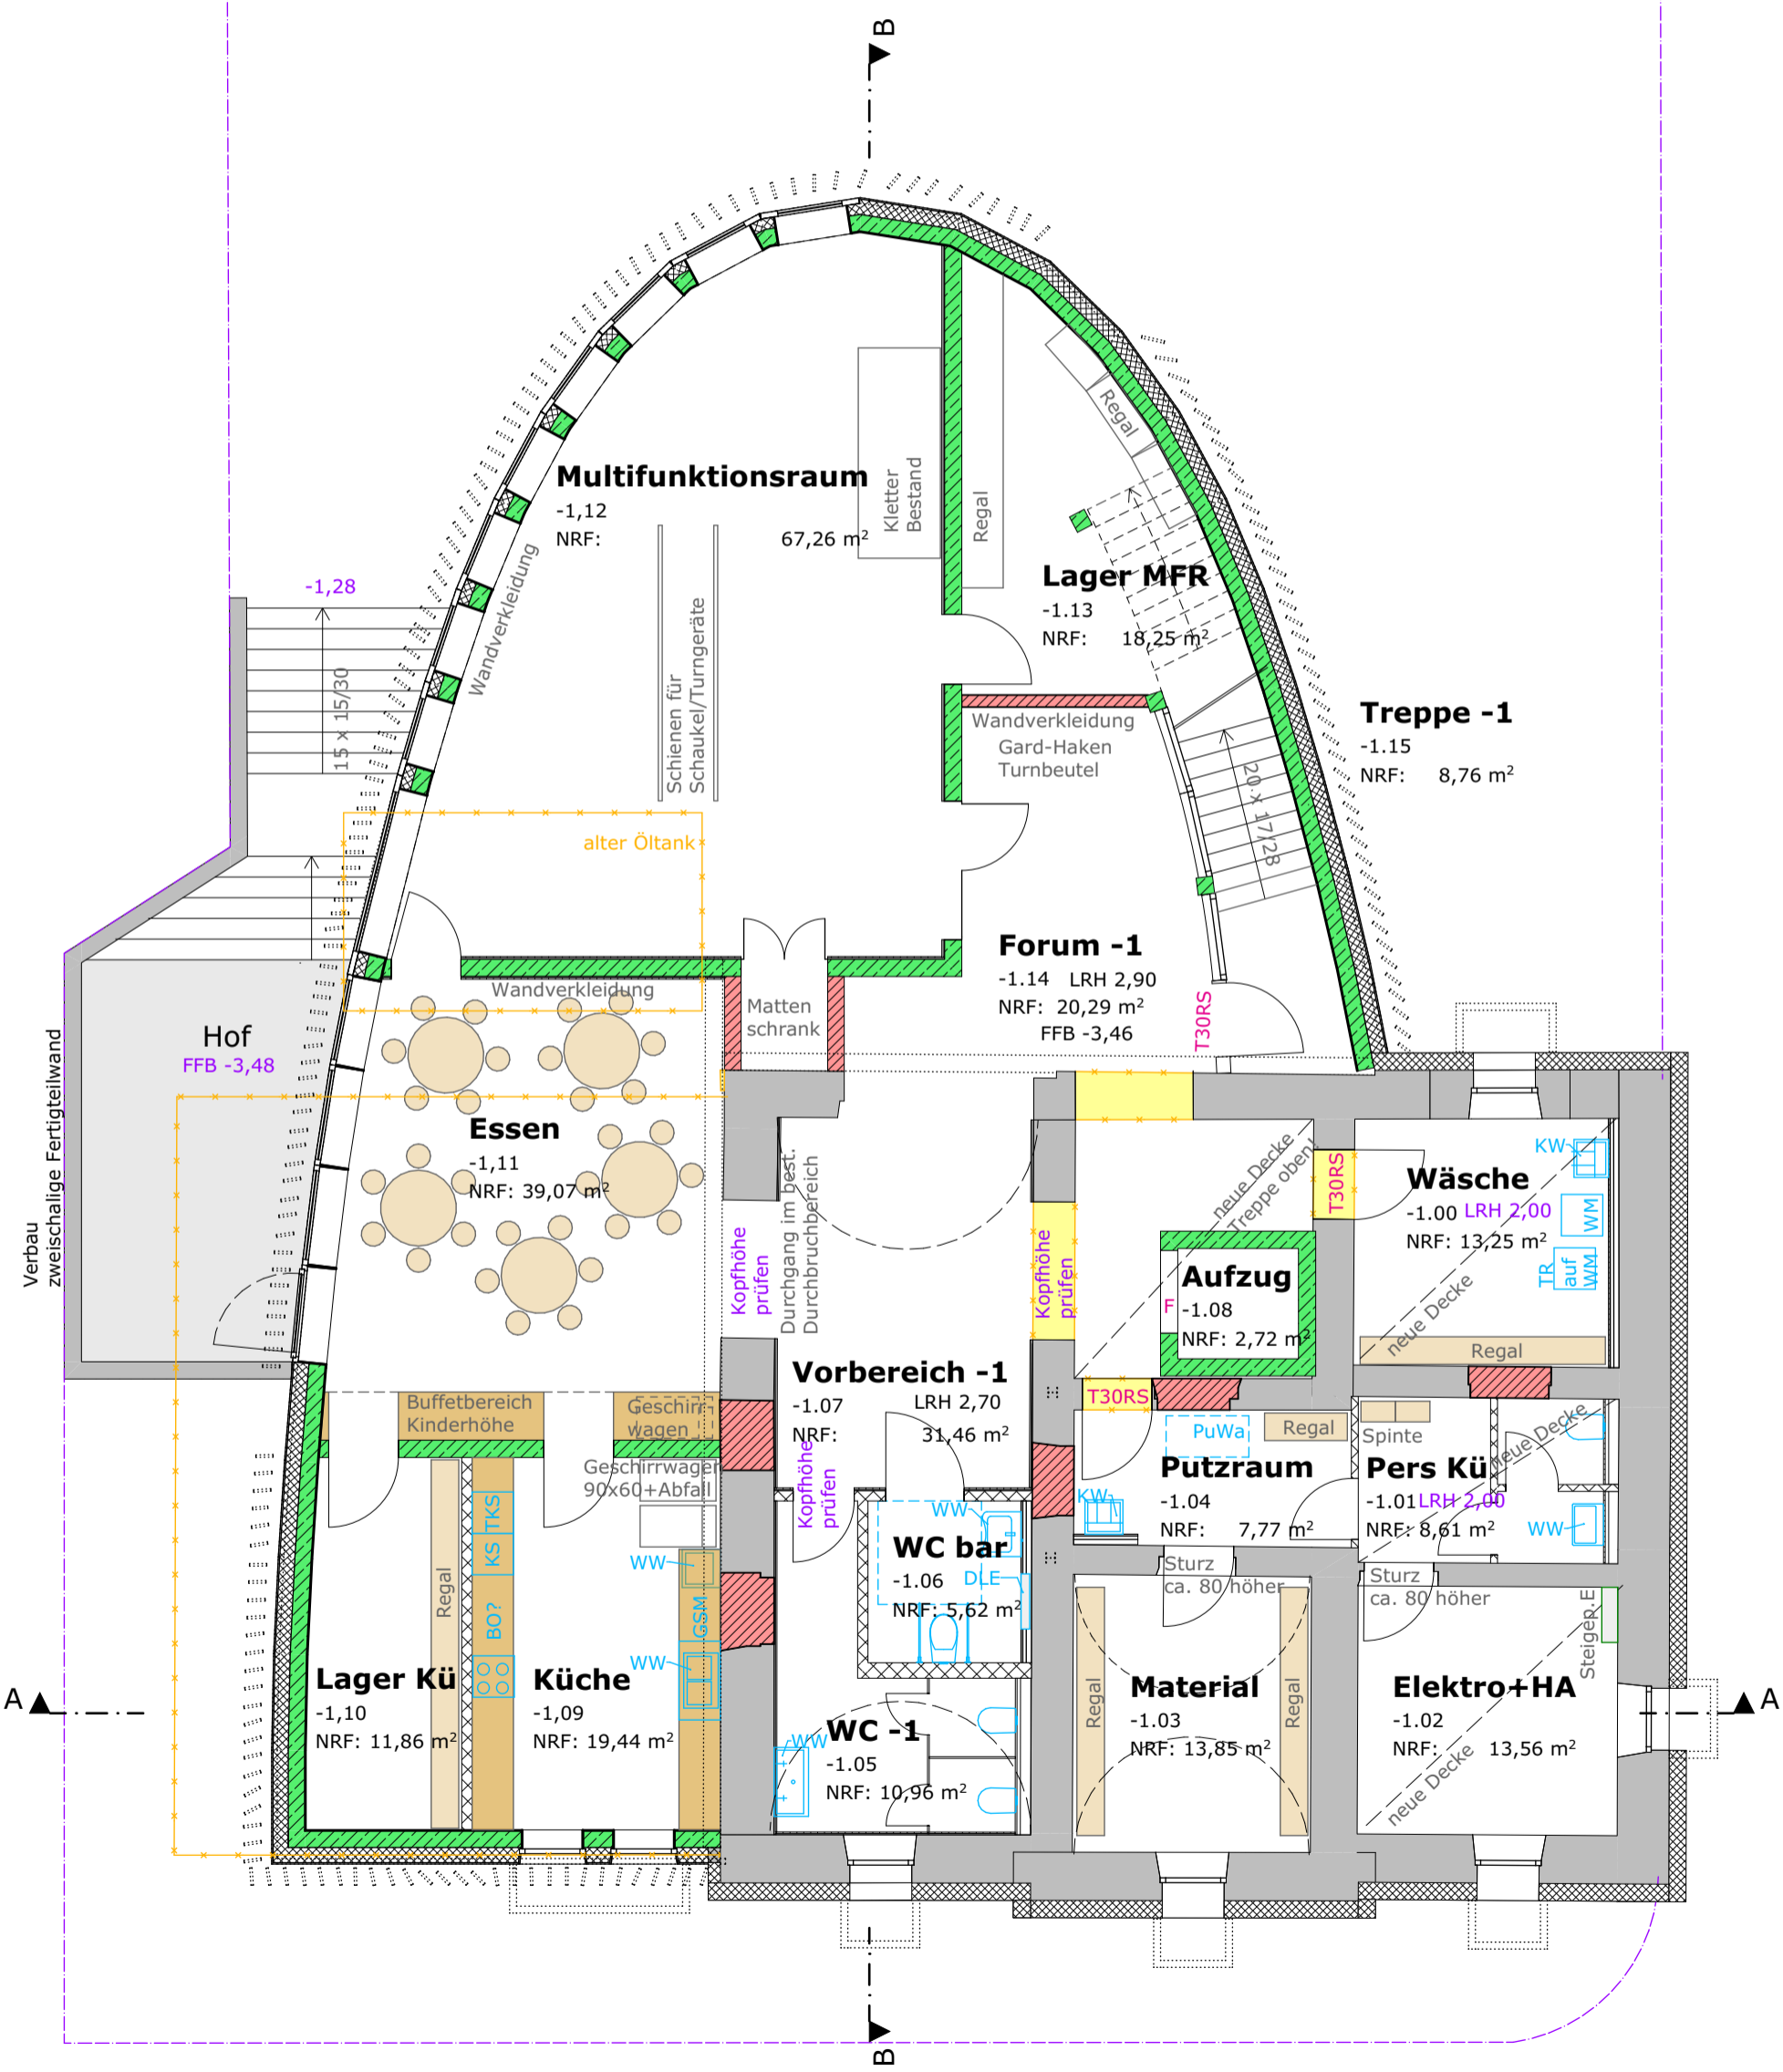 B
Multifunktionsraum
-1,12
NRF: 67,26 m²
Kletter
Bestand
Regal
Regal
Wandverkleidung
Schienen für
Schaukel/Turngeräte
Lager MFR
-1.13
NRF: 18,25 m²
-1,28
15 x 15/30
Wandverkleidung
Gard-Haken
Turnbeutel
20 x 17/28
Treppe -1
-1.15
NRF: 8,76 m²
alter Öltank
Forum -1
-1.14 LRH 2,90
NRF: 20,29 m²
FFB -3,46
T30RS
Wandverkleidung
Matten
schrank
Hof
FFB -3,48
Verbau
zweischalige Fertigteilwand
Essen
-1,11
NRF: 39,07 m²
Kopfhöhe
prüfen
Durchgang im best.
Durchbruchbereich
Kopfhöhe
prüfen
neue Decke
Treppe oben!
T30RS
Wäsche
-1.00 LRH 2,00
NRF: 13,25 m²
KW
WM
TR
auf
WM
neue Decke
Regal
Aufzug
F
-1.08
NRF: 2,72 m²
Vorbereich -1
-1.07 LRH 2,70
NRF: 31,46 m²
Kopfhöhe
prüfen
Buffetbereich
Kinderhöhe
Geschirr-
wagen
Geschirrwagen
90x60+Abfall
T30RS
PuWa
Regal
Putzraum
-1.04
NRF: 7,77 m²
KW
Spinte
neue Decke
Pers Kü
-1.01 LRH 2,00
NRF: 8,61 m²
WW
Sturz
ca. 80 höher
Sturz
ca. 80 höher
WC bar
-1.06
NRF: 5,62 m²
WW
DLE
TKS
KS
BO?
Regal
WW
GSM
WW
Lager Kü
-1,10
NRF: 11,86 m²
Küche
-1,09
NRF: 19,44 m²
WW
WC -1
-1.05
NRF: 10,96 m²
Regal
Material
-1.03
NRF: 13,85 m²
Regal
Steigep.E
Elektro+HA
-1.02
NRF: 13,56 m²
neue Decke
A
A
B